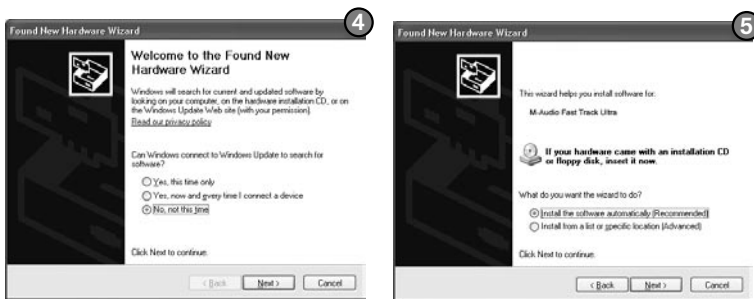 4
Found New Hardware Wizard
Welcome to the Found New
Hardware Wizard
Windows will search for current and updated software by
looking on your computer, on the hardware installation CD, or on
the Windows Update Web site (with your permission).
Read our privacy policy
Can Windows connect to Windows Update to search for
software?
Yes, this time only
Yes, now and every time I connect a device
No, not this time
Click Next to continue.
< Back
Next >
Cancel
5
Found New Hardware Wizard
This wizard helps you install software for:
M-Audio Fast Track Ultra
If your hardware came with an installation CD
or floppy disk, insert it now.
What do you want the wizard to do?
Install the software automatically (Recommended)
Install from a list or specific location (Advanced)
Click Next to continue.
< Back
Next >
Cancel